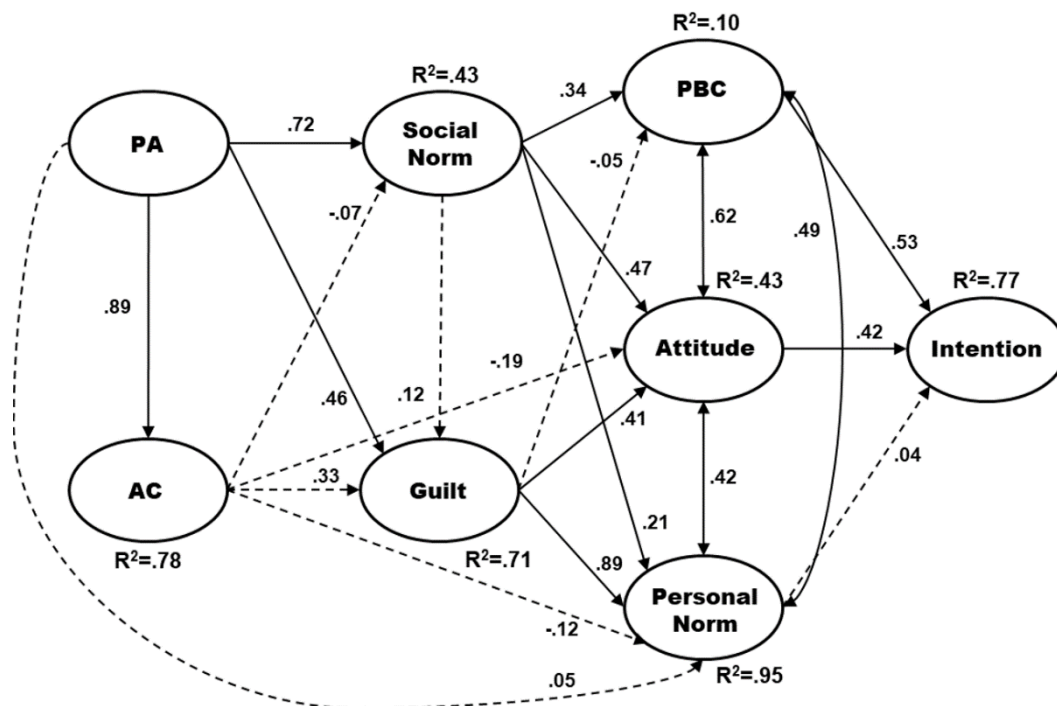 R²=.10
R²=.43
.34
PBC
PA
.72
Social
Norm
-.05
-.07
.62
.49
.47
R²=.43
.53
R²=.77
.89
-.19
Attitude
.42
Intention
.46
.12
.41
AC
.33
Guilt
.42
.04
R²=.78
R²=.71
.89
.21
Personal
Norm
-.12
.05
R²=.95